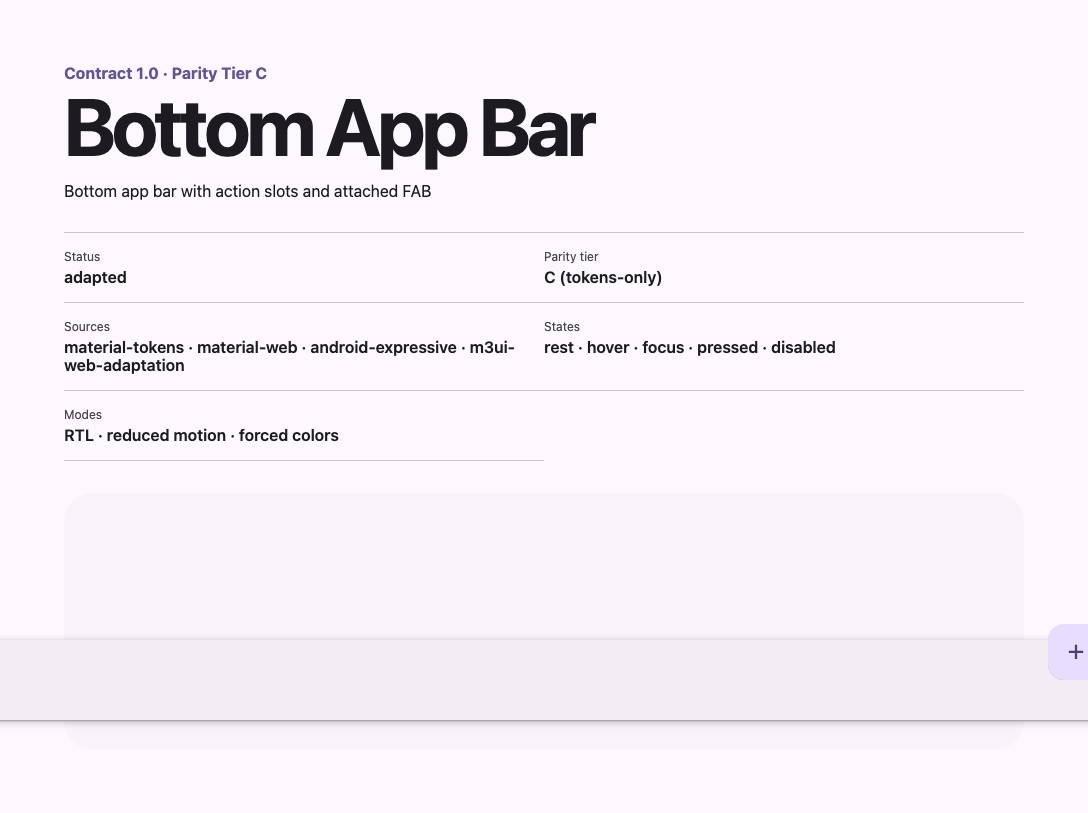 Contract 1.0 · Parity Tier C
Bottom App Bar
Bottom app bar with action slots and attached FAB
Status
adapted
Parity tier
C (tokens-only)
Sources
material-tokens · material-web · android-expressive · m3ui-
web-adaptation
States
rest · hover · focus · pressed · disabled
Modes
RTL · reduced motion · forced colors
+